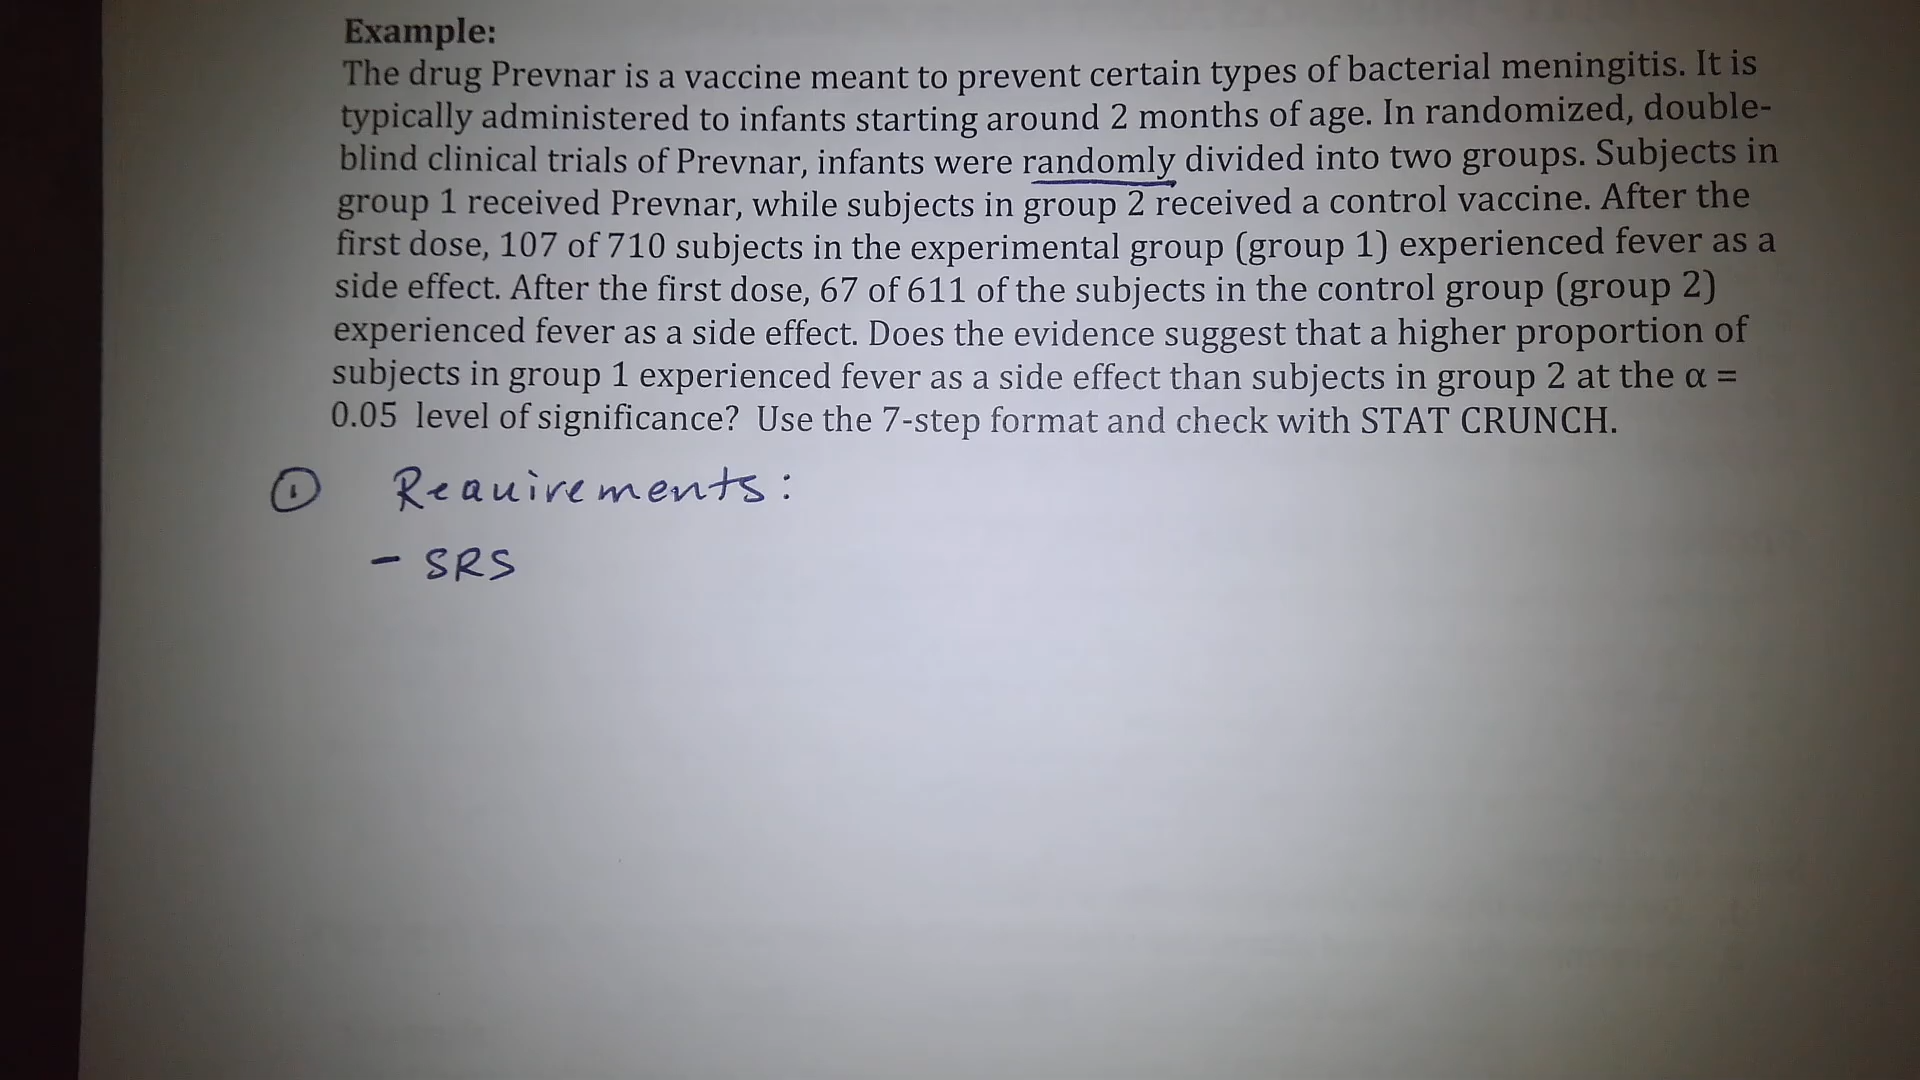 Example:
The drug Prevnar is a vaccine meant to prevent certain types of bacterial meningitis. It is
typically administered to infants starting around 2 months of age. In randomized, double-
blind clinical trials of Prevnar, infants were randomly divided into two groups. Subjects in
group 1 received Prevnar, while subjects in group 2 received a control vaccine. After the
first dose, 107 of 710 subjects in the experimental group (group 1) experienced fever as a
side effect. After the first dose, 67 of 611 of the subjects in the control group (group 2)
experienced fever as a side effect. Does the evidence suggest that a higher proportion of
subjects in group 1 experienced fever as a side effect than subjects in group 2 at the α =
0.05 level of significance? Use the 7-step format and check with STAT CRUNCH.
① Requirements:
- SRS